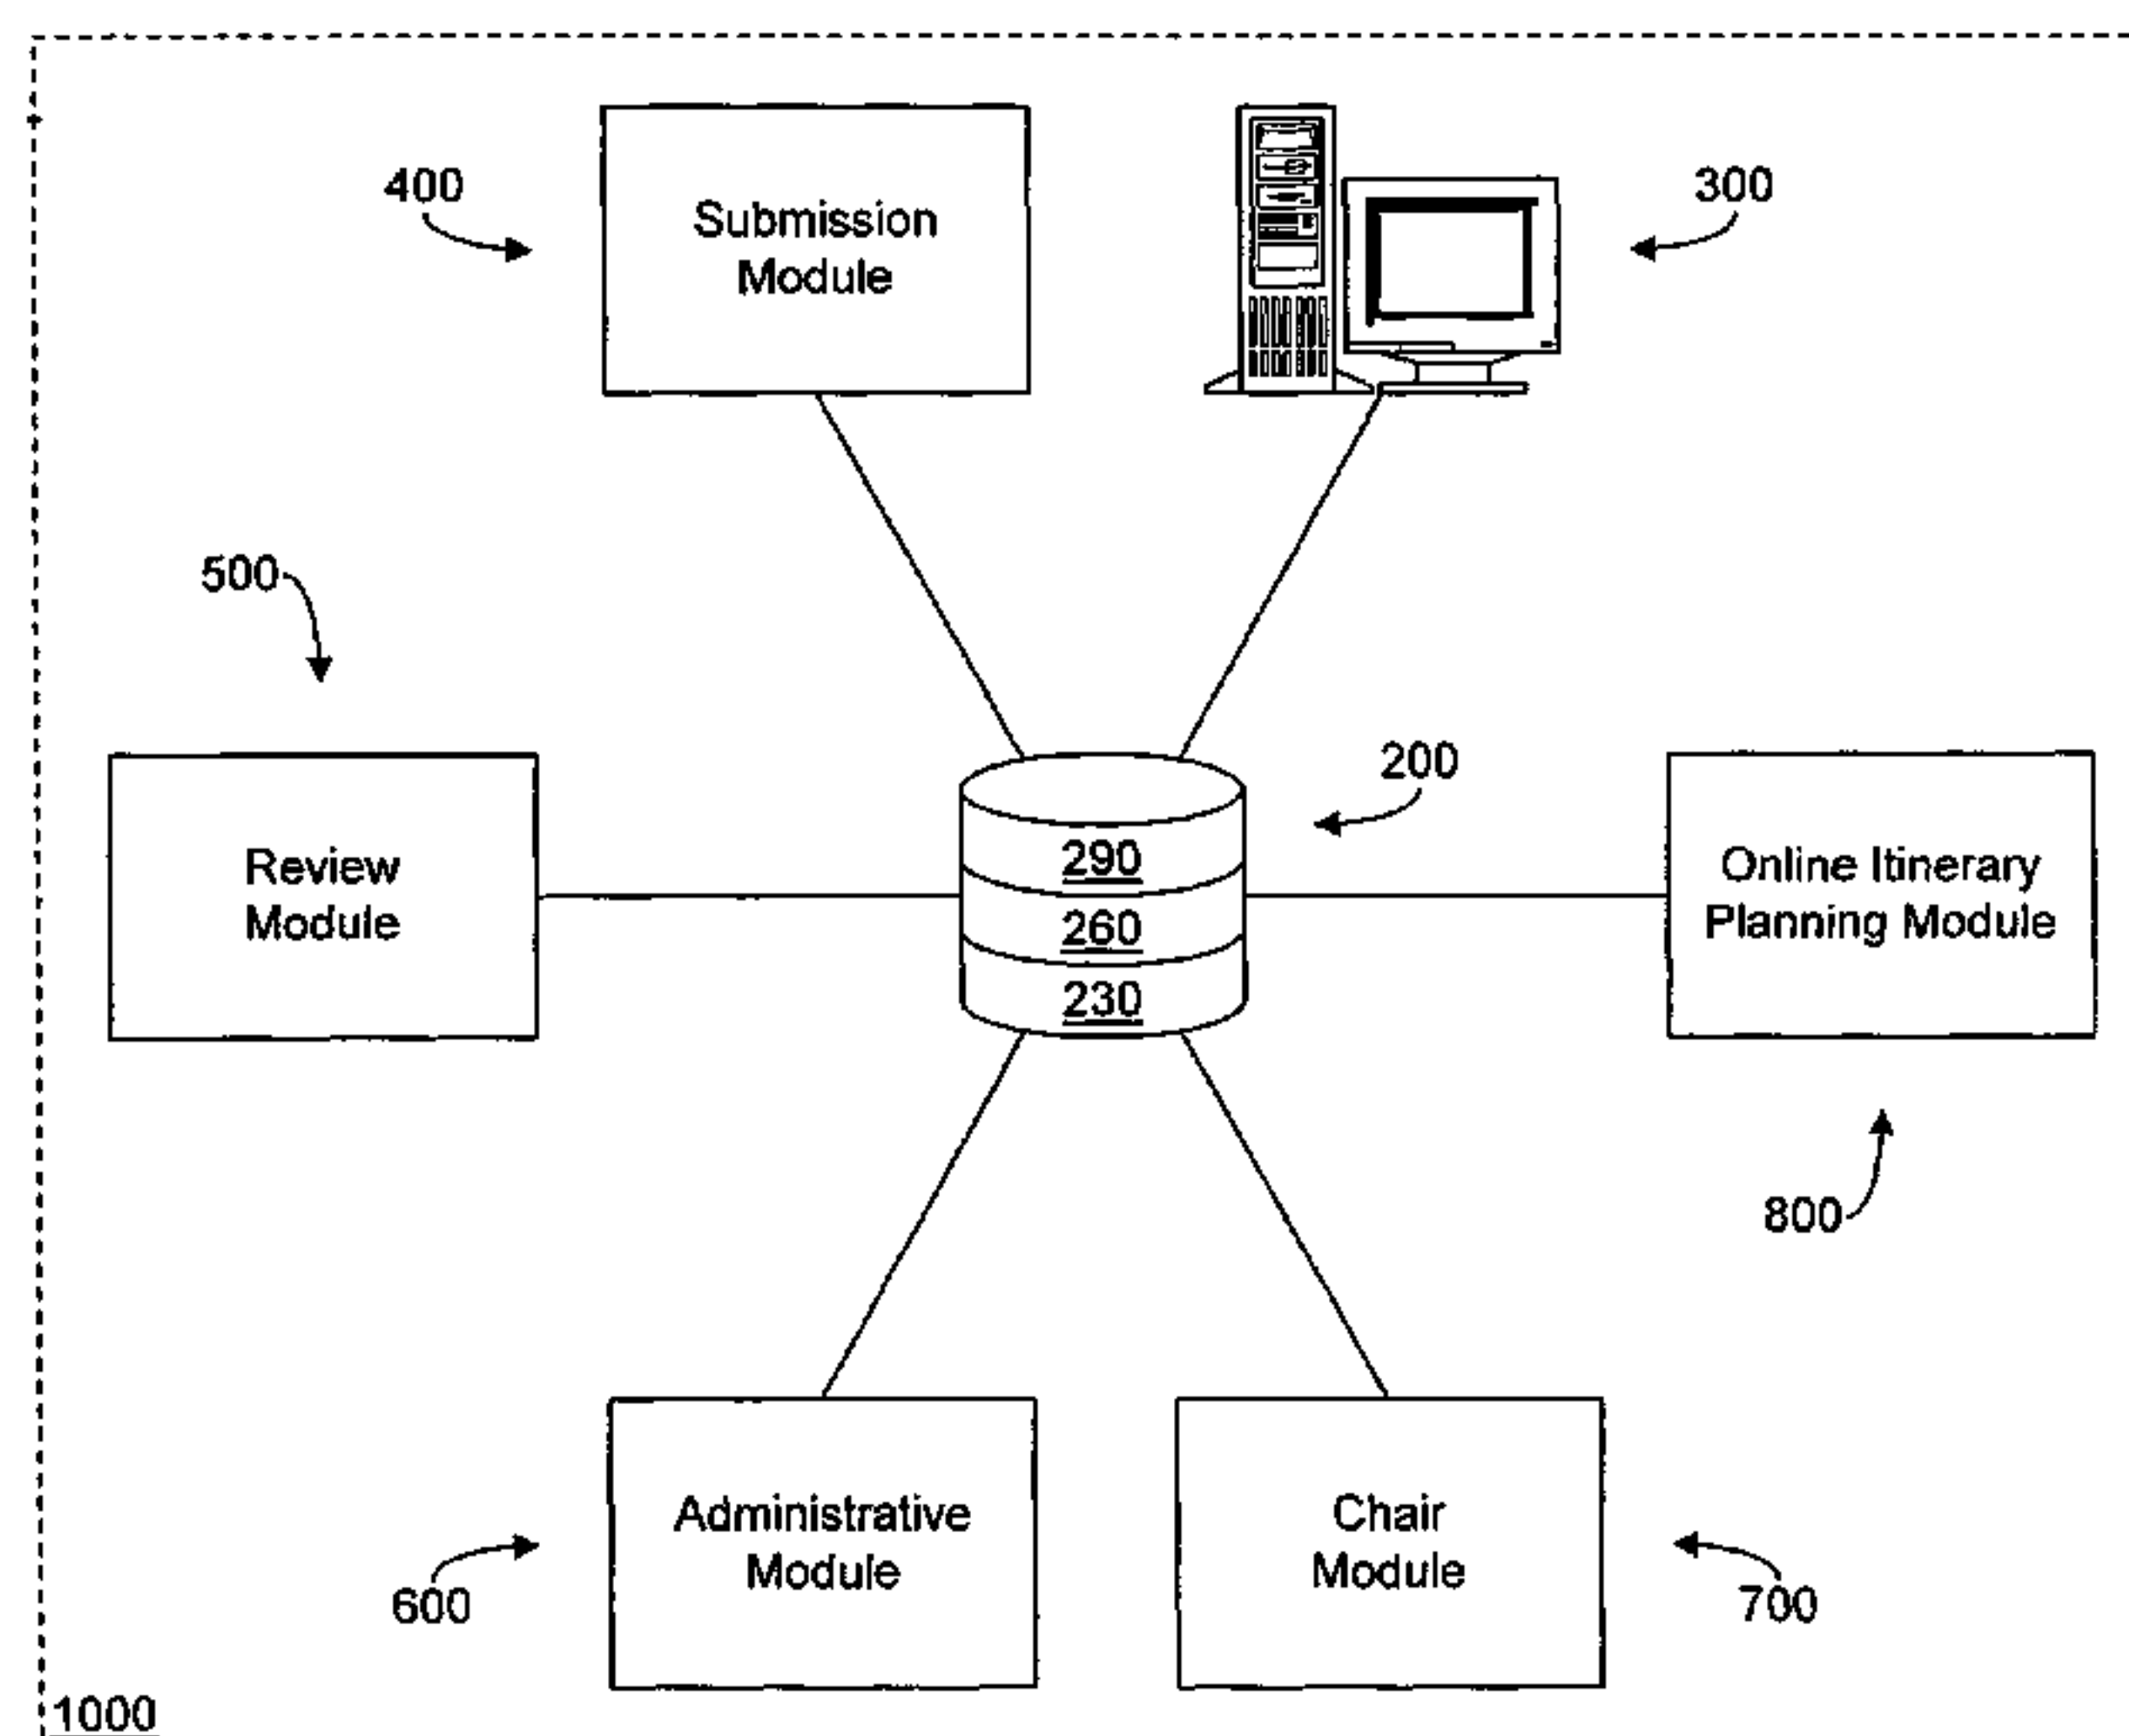 400
Submission
Module
300
500
200
Review
Module
290
260
230
Online Itinerary
Planning Module
800
Administrative
Module
Chair
Module
600
700
1000